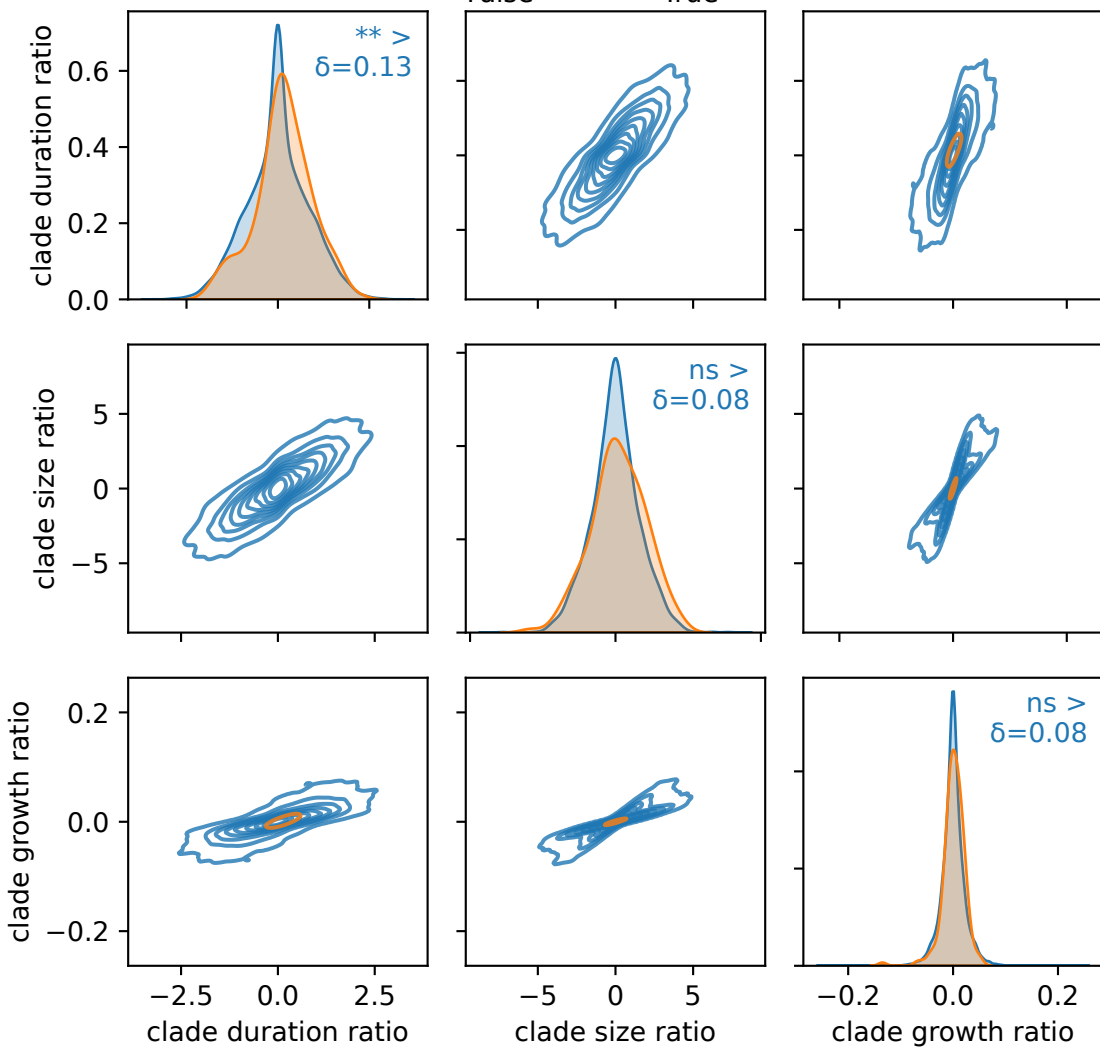 clade duration ratio
0.6
0.4
0.2
0.0
** >
δ=0.13
clade size ratio
5
0
−5
ns >
δ=0.08
clade growth ratio
0.2
0.0
−0.2
ns >
δ=0.08
−2.5 0.0 2.5
clade duration ratio
−5 0 5
clade size ratio
−0.2 0.0 0.2
clade growth ratio